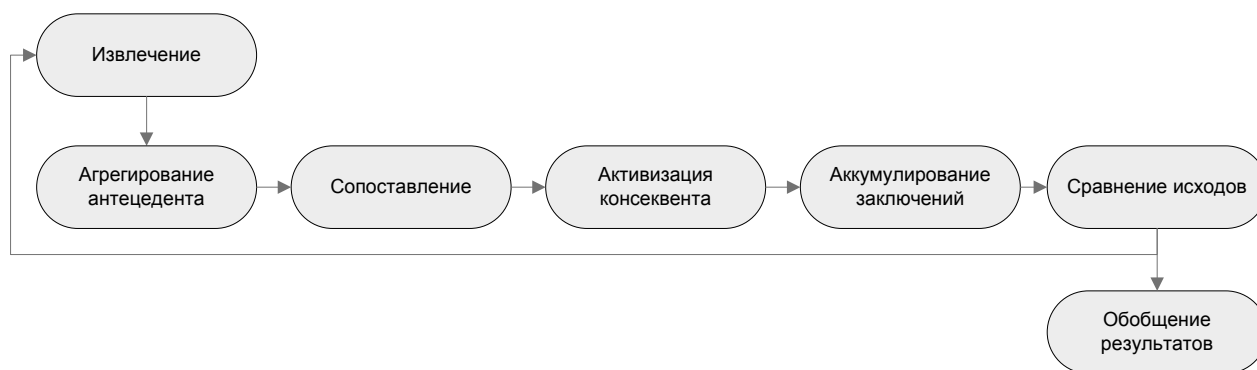 Извлечение
Агрегирование
антецедента
Сопоставление
Активизация
консеквента
Аккумулирование
заключений
Сравнение исходов
Обобщение
результатов